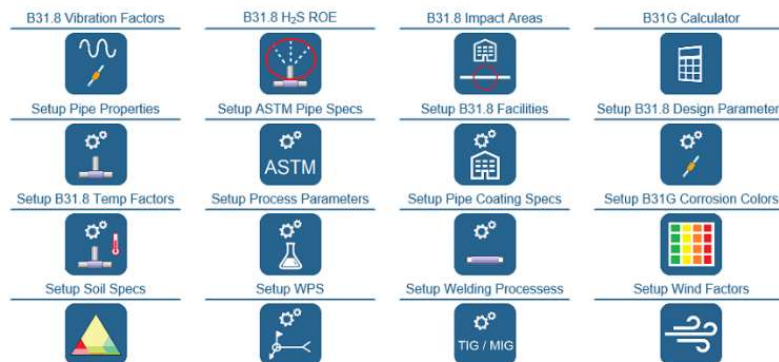 B31.8 Vibration Factors
B31.8 H₂S ROE
B31.8 Impact Areas
B31G Calculator
Setup Pipe Properties
Setup ASTM Pipe Specs
Setup B31.8 Facilities
Setup B31.8 Design Parameter
ASTM
Setup B31.8 Temp Factors
Setup Process Parameters
Setup Pipe Coating Specs
Setup B31G Corrosion Colors
Setup Soil Specs
Setup WPS
Setup Welding Processess
Setup Wind Factors
TIG / MIG